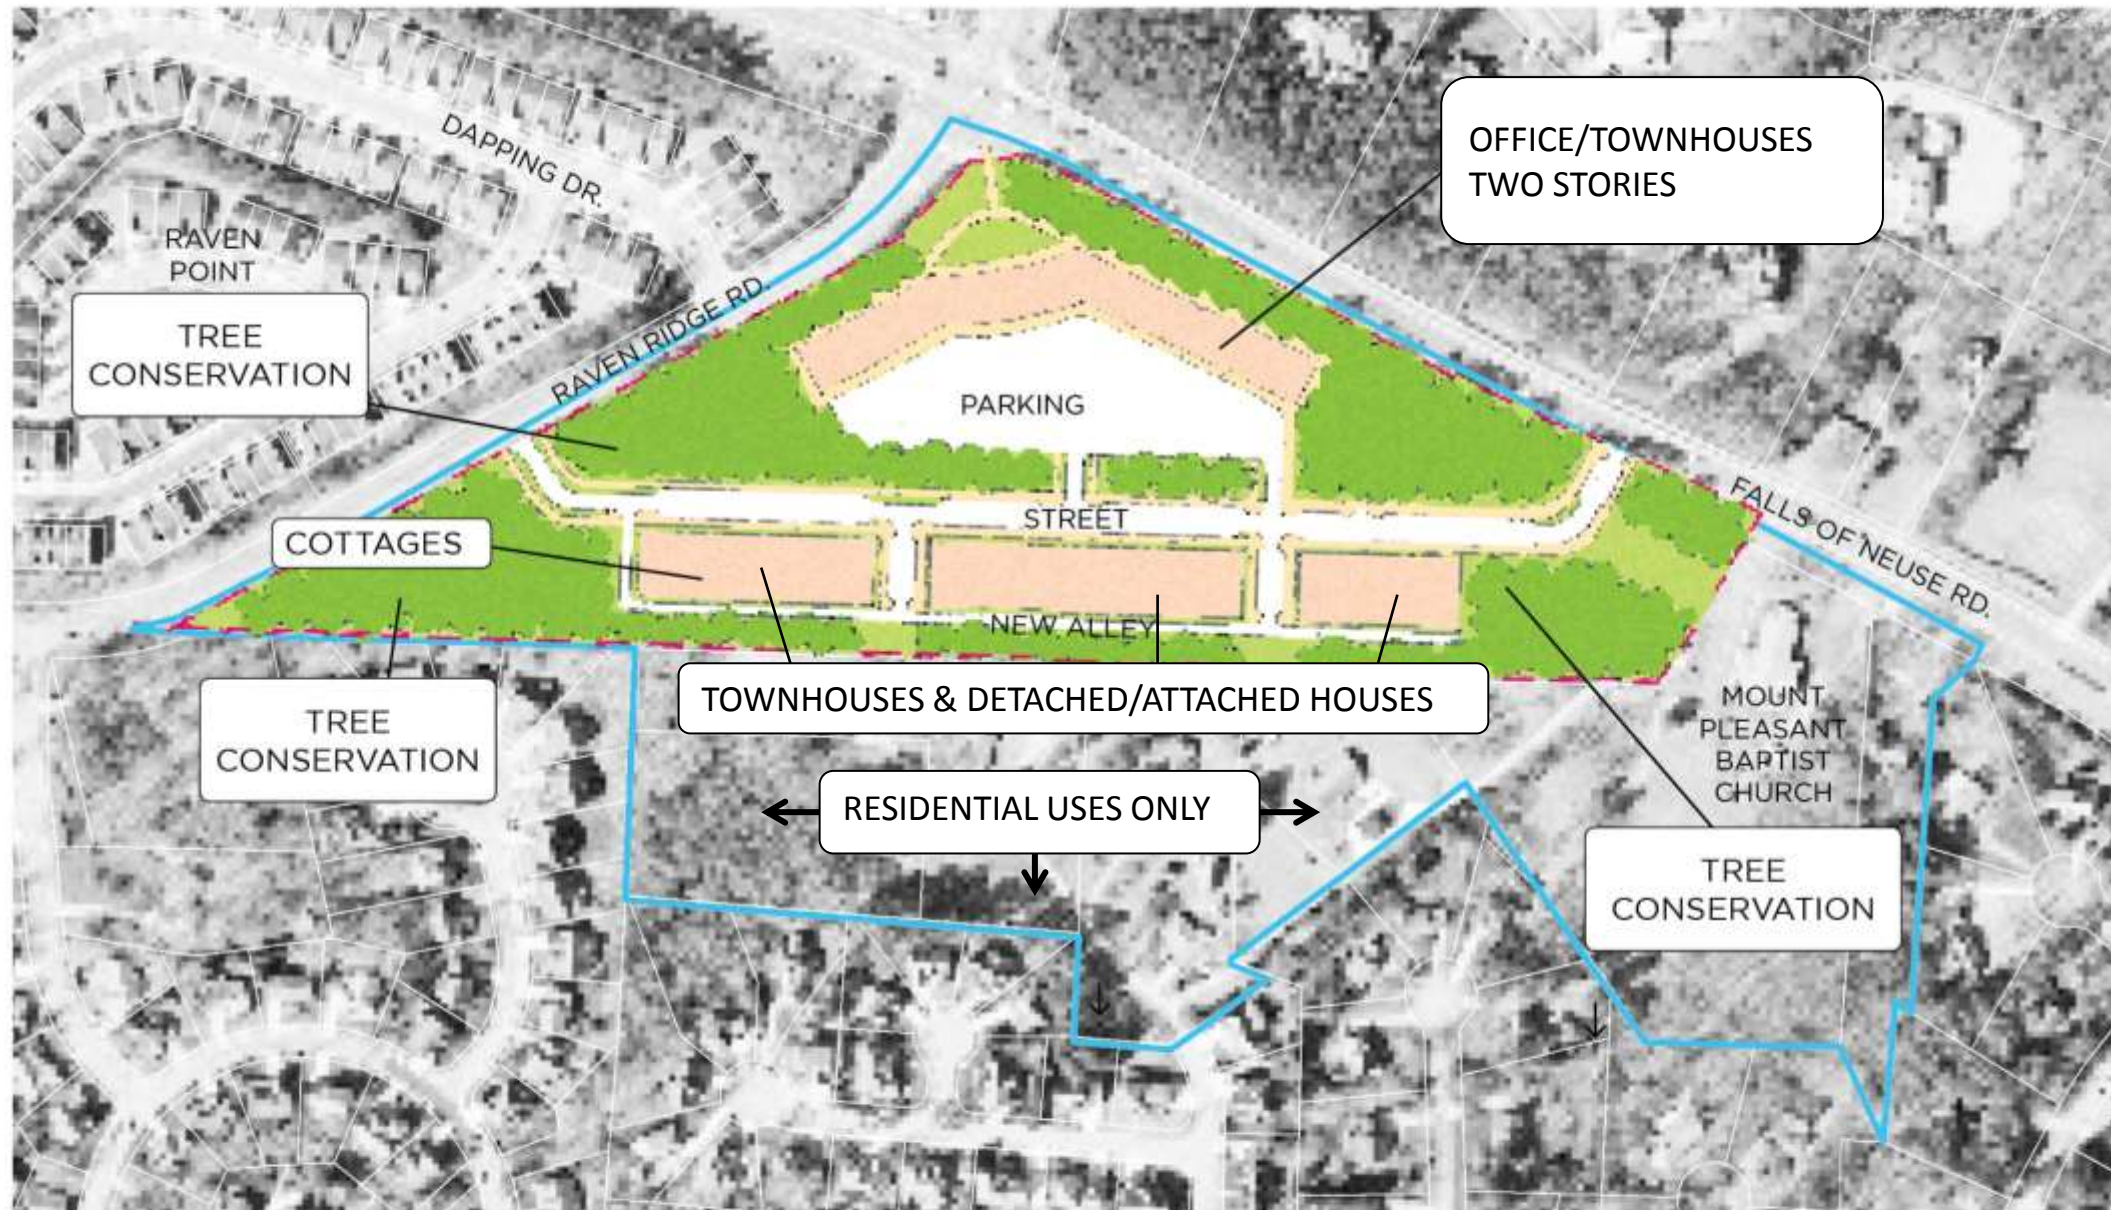 DAPPING DR.
OFFICE/TOWNHOUSES
TWO STORIES
RAVEN
POINT
TREE
CONSERVATION
RAVEN RIDGE RD.
PARKING
FALLS OF NEUSE RD.
STREET
COTTAGES
NEW ALLEY
TOWNHOUSES & DETACHED/ATTACHED HOUSES
TREE
CONSERVATION
MOUNT
PLEASANT
BAPTIST
CHURCH
RESIDENTIAL USES ONLY
TREE
CONSERVATION